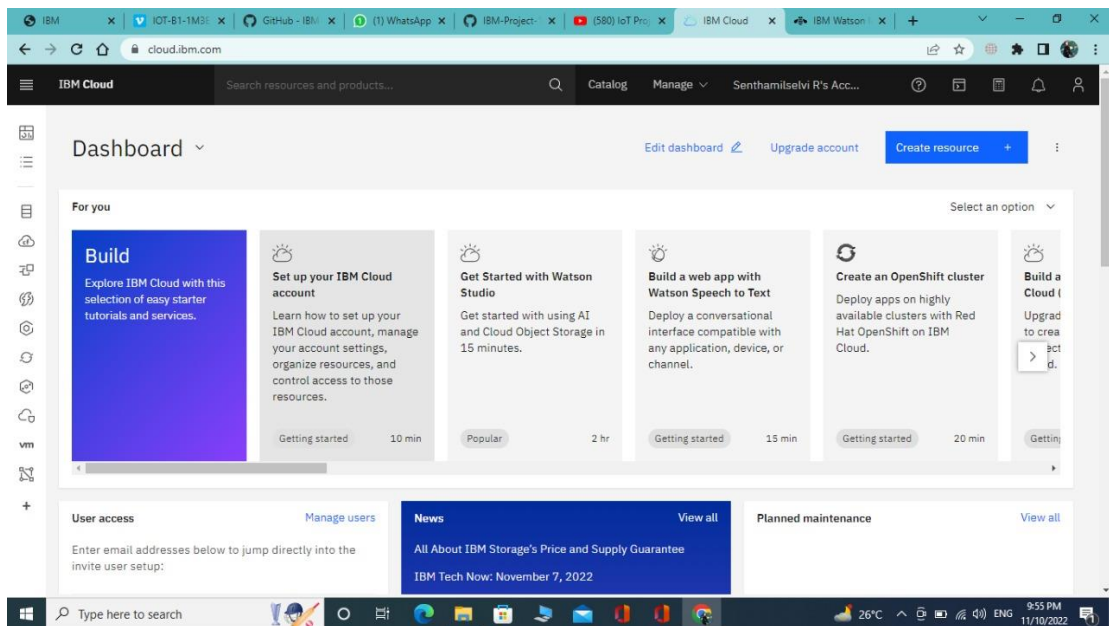 IBM
IOT-B1-1M3E
GitHub - IBM
(1) WhatsApp
IBM-Project-
(580) IoT Pro
IBM Cloud
IBM Watson
cloud.ibm.com
IBM Cloud
Search resources and products...
Catalog
Manage
Senthamilselvi R's Acc...
Dashboard
Edit dashboard
Upgrade account
Create resource +
For you
Select an option
Build
Explore IBM Cloud with this
selection of easy starter
tutorials and services.
Set up your IBM Cloud
account
Learn how to set up your
IBM Cloud account, manage
your account settings,
organize resources, and
control access to those
resources.
Getting started
10 min
Get Started with Watson
Studio
Get started with using AI
and Cloud Object Storage in
15 minutes.
Popular
2 hr
Build a web app with
Watson Speech to Text
Deploy a conversational
interface compatible with
any application, device, or
channel.
Getting started
15 min
Create an OpenShift cluster
Deploy apps on highly
available clusters with Red
Hat OpenShift on IBM
Cloud.
Getting started
20 min
Build a
Cloud (
Upgrad
to crea
ect
d.
Getting
vm
User access
Manage users
Enter email addresses below to jump directly into the
invite user setup:
News
View all
All About IBM Storage's Price and Supply Guarantee
IBM Tech Now: November 7, 2022
Planned maintenance
View all
Type here to search
26°C
ENG
9:55 PM
11/10/2022